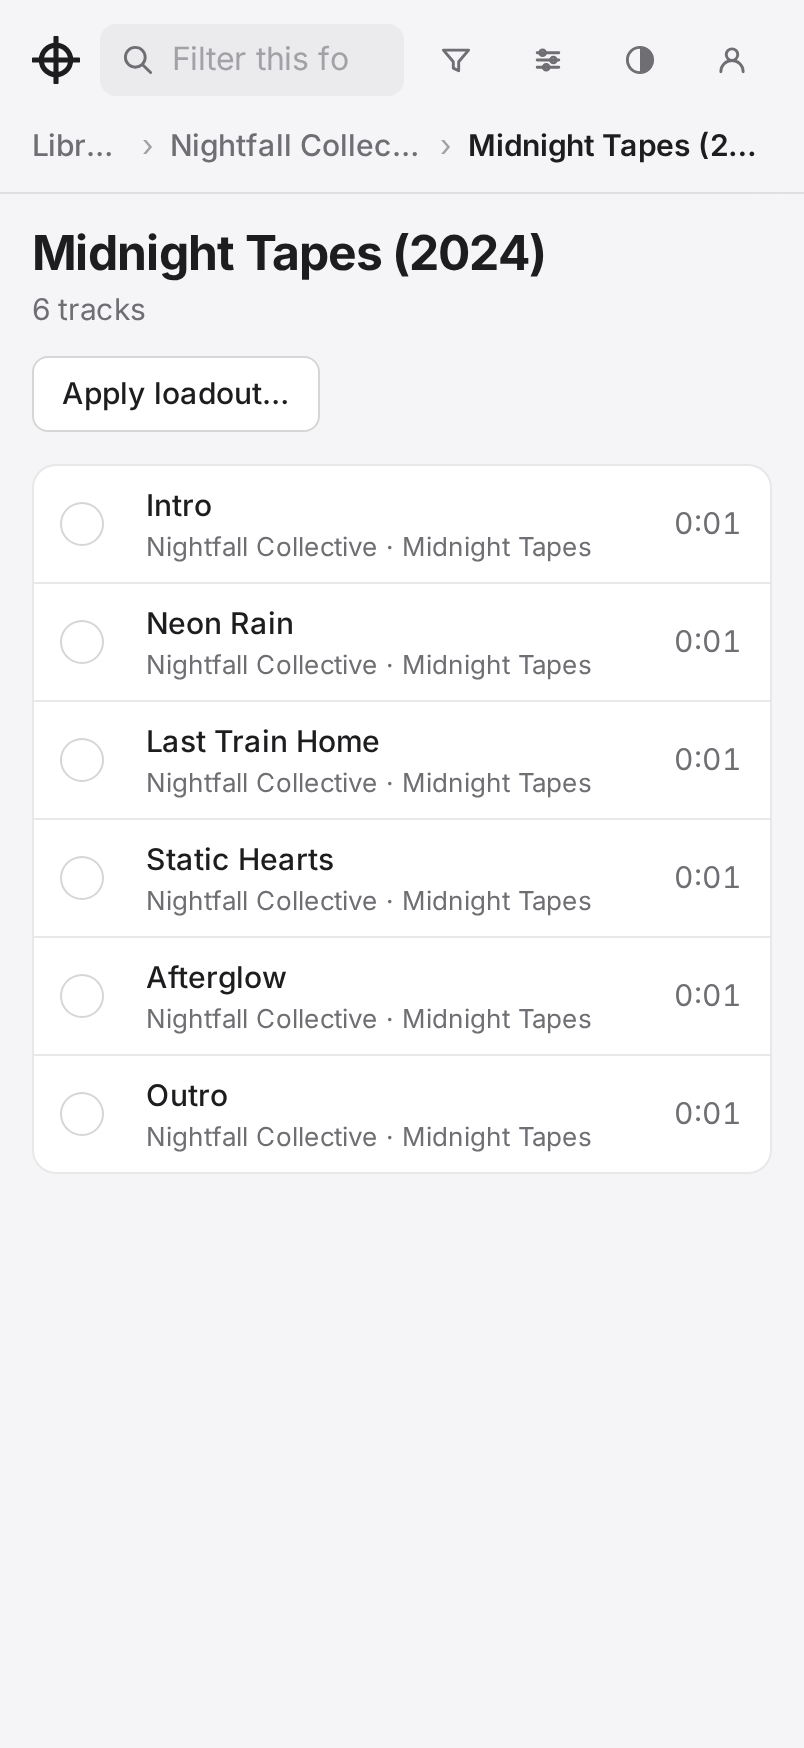 Filter this fo
Libr... › Nightfall Collec... › Midnight Tapes (2...
Midnight Tapes (2024)
6 tracks
Apply loadout...
Intro
Nightfall Collective · Midnight Tapes
0:01
Neon Rain
Nightfall Collective · Midnight Tapes
0:01
Last Train Home
Nightfall Collective · Midnight Tapes
0:01
Static Hearts
Nightfall Collective · Midnight Tapes
0:01
Afterglow
Nightfall Collective · Midnight Tapes
0:01
Outro
Nightfall Collective · Midnight Tapes
0:01